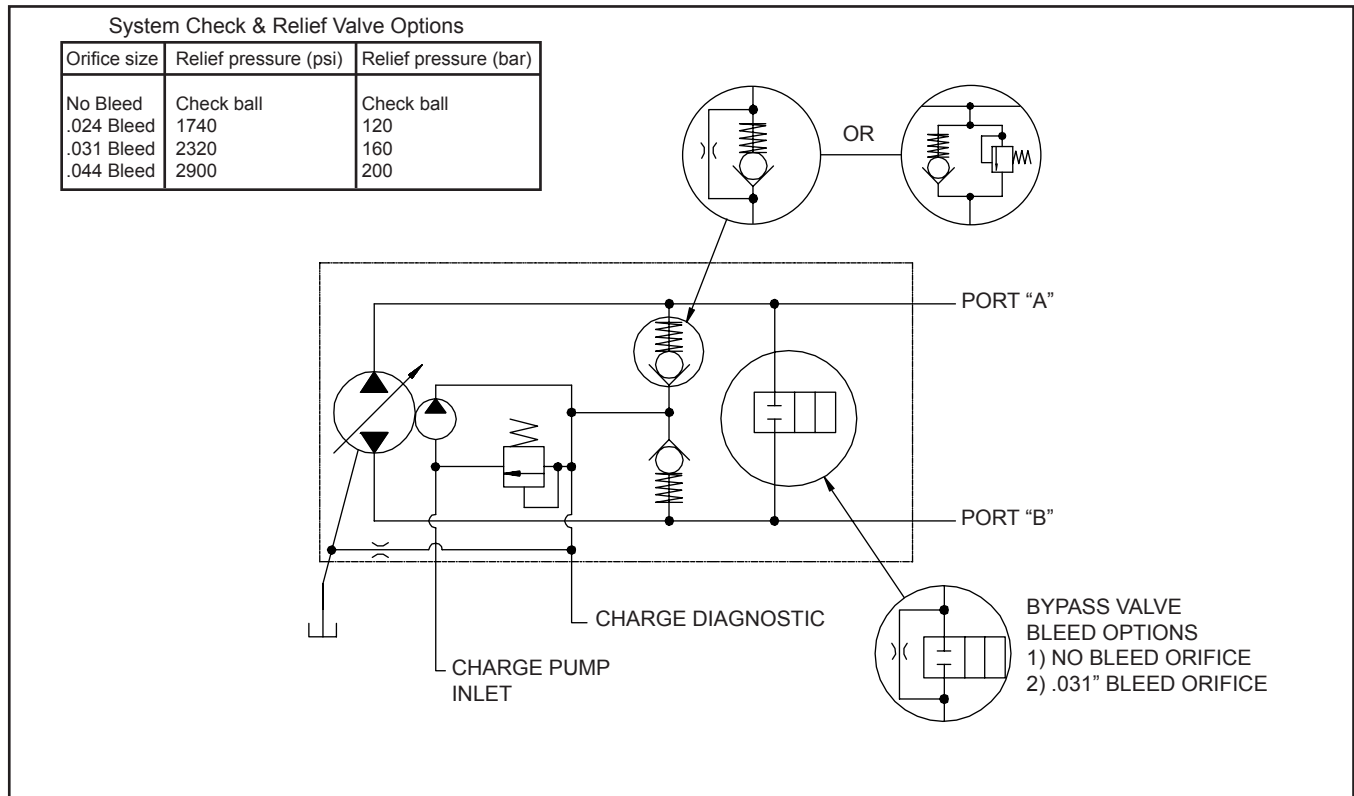 System Check & Relief Valve Options
Orifice size Relief pressure (psi) Relief pressure (bar)
No Bleed Check ball Check ball
.024 Bleed 1740 120
.031 Bleed 2320 160
.044 Bleed 2900 200
OR
PORT “A”
PORT “B”
CHARGE DIAGNOSTIC
CHARGE PUMP
INLET
BYPASS VALVE
BLEED OPTIONS
1) NO BLEED ORIFICE
2) .031” BLEED ORIFICE